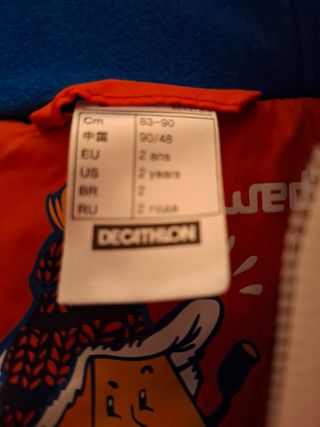 Cm 83-90
中国 90/48
EU 2 ans
US 2 years
BR 2
RU 2 года
DECATHLON